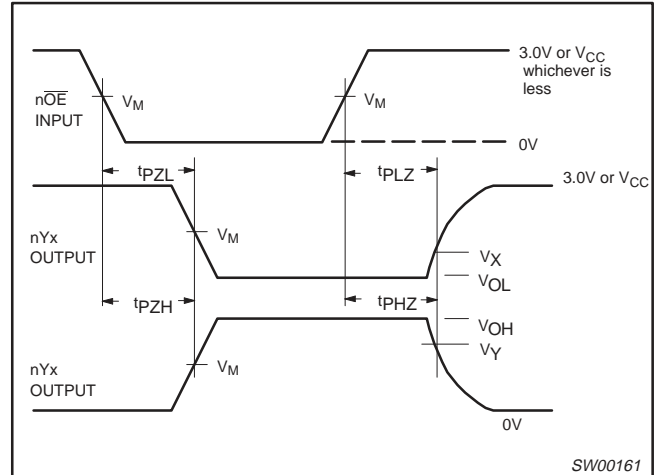 3.0V or VCC
whichever is
less
nOE
INPUT
VM
VM
0V
tPZL
tPLZ
3.0V or VCC
nYx
OUTPUT
VM
VX
VOL
tPZH
tPHZ
VOH
VY
nYx
OUTPUT
VM
0V
SW00161